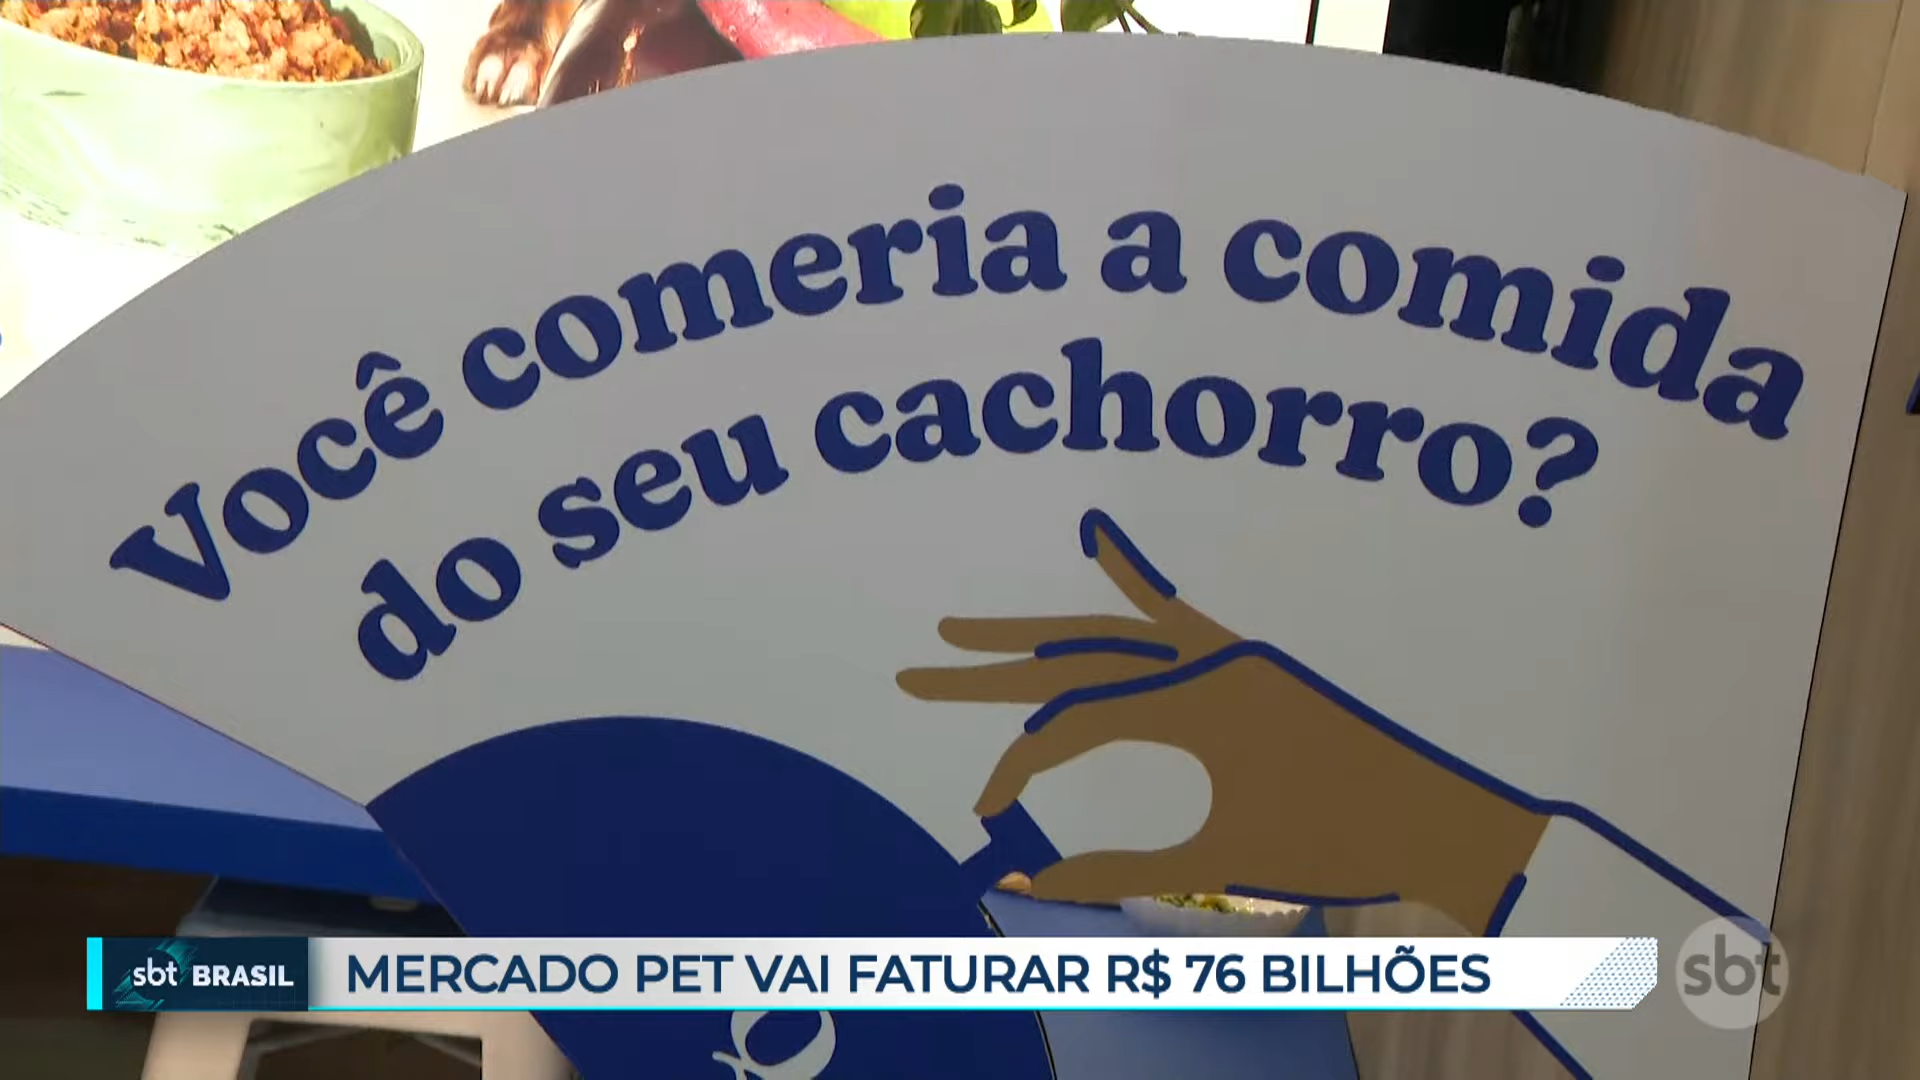 Você comeria a comida
do seu cachorro?
sbt BRASIL
MERCADO PET VAI FATURAR R$ 76 BILHÕES
sbt